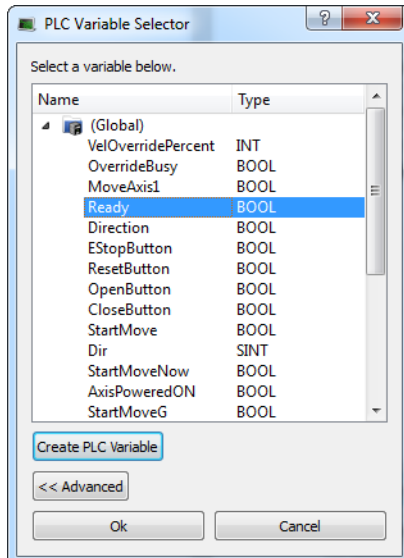 PLC Variable Selector
Select a variable below.
Name Type
(Global)
VelOverridePercent INT
OverrideBusy BOOL
MoveAxis1 BOOL
Ready BOOL
Direction BOOL
EStopButton BOOL
ResetButton BOOL
OpenButton BOOL
CloseButton BOOL
StartMove BOOL
Dir SINT
StartMoveNow BOOL
AxisPoweredON BOOL
StartMoveG BOOL
Create PLC Variable
<< Advanced
Ok Cancel